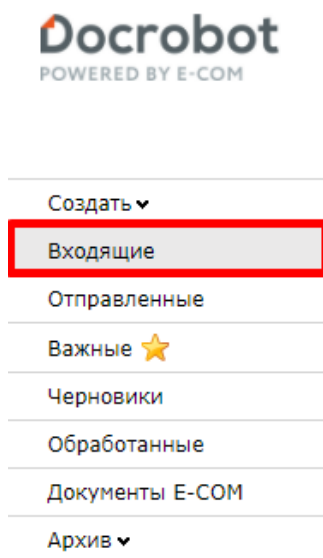 Docrobot
POWERED BY E-COM
Создать
Входящие
Отправленные
Важные
Черновики
Обработанные
Документы E-COM
Архив